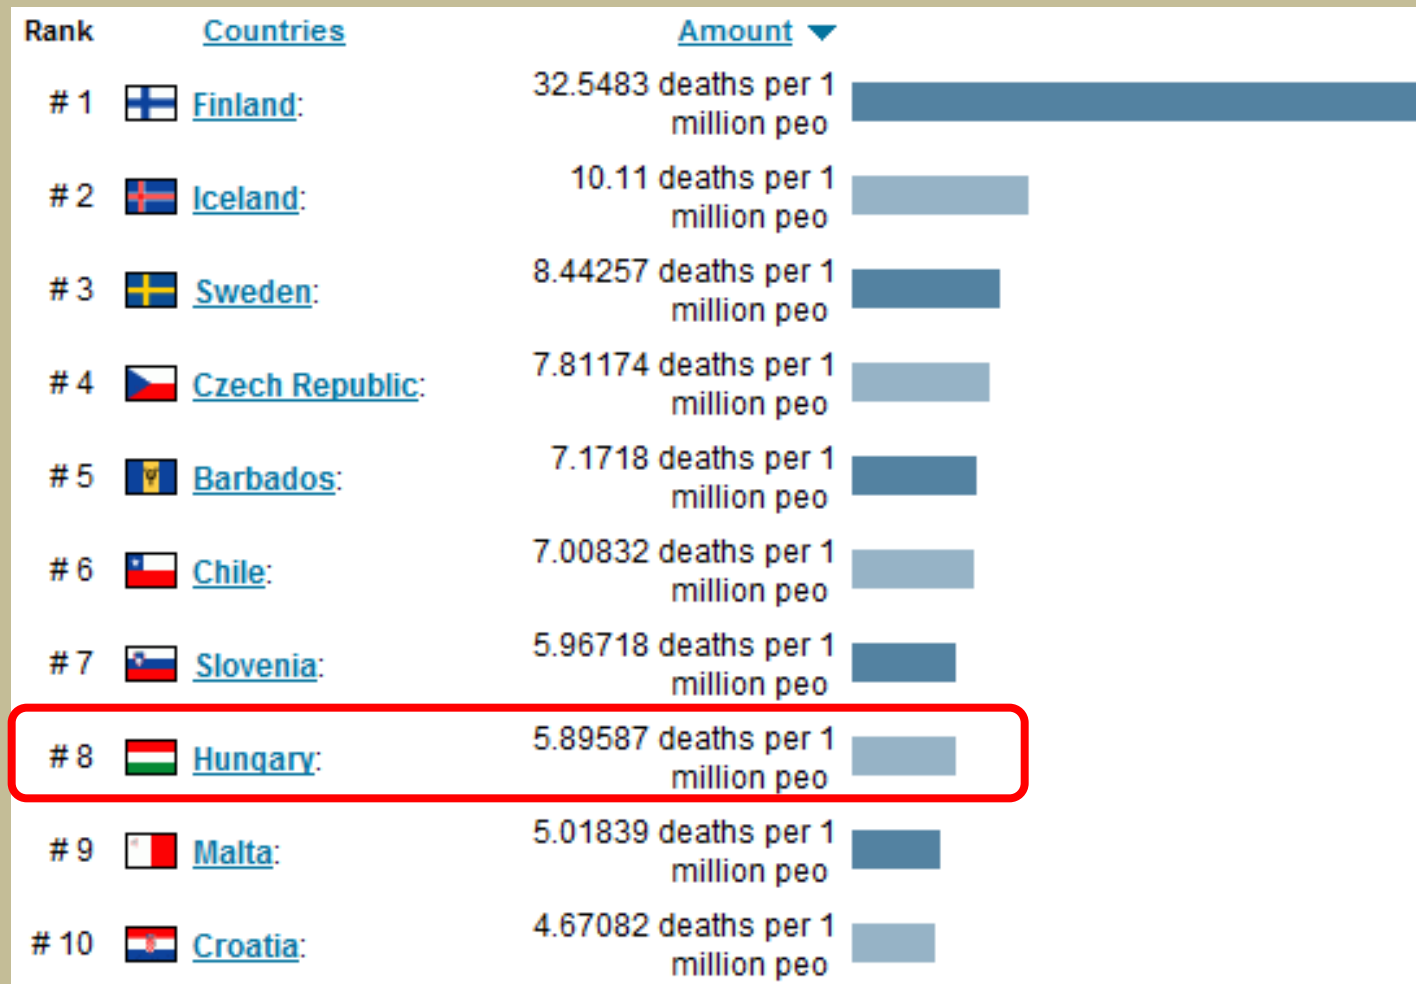 Rank Countries Amount
# 1 Finland: 32.5483 deaths per 1
million peo
# 2 Iceland: 10.11 deaths per 1
million peo
# 3 Sweden: 8.44257 deaths per 1
million peo
# 4 Czech Republic: 7.81174 deaths per 1
million peo
# 5 Barbados: 7.1718 deaths per 1
million peo
# 6 Chile: 7.00832 deaths per 1
million peo
# 7 Slovenia: 5.96718 deaths per 1
million peo
# 8 Hungary: 5.89587 deaths per 1
million peo
# 9 Malta: 5.01839 deaths per 1
million peo
# 10 Croatia: 4.67082 deaths per 1
million peo